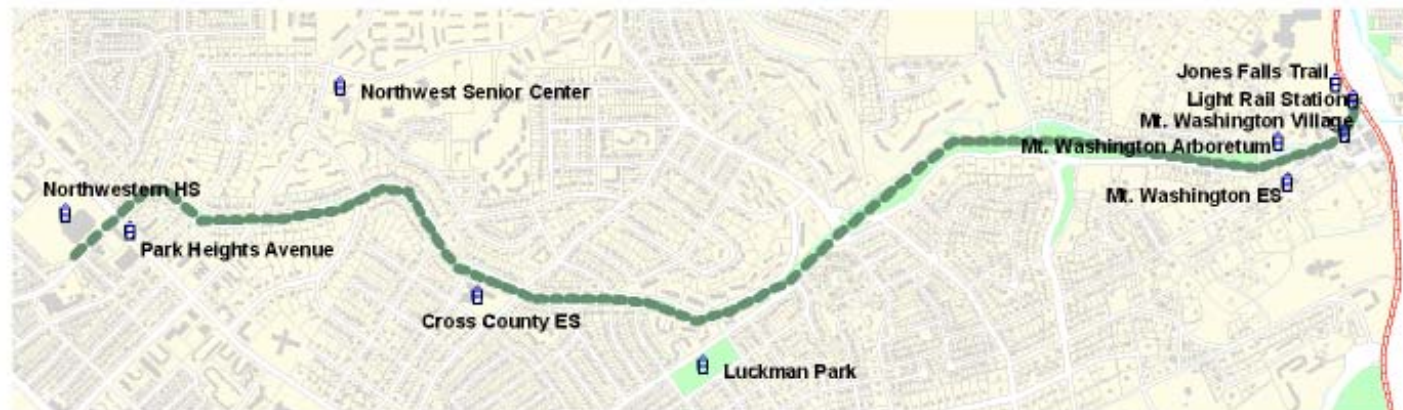 Jones Falls Trail
Northwest Senior Center
Light Rail Station
Mt. Washington Village
Mt. Washington Arboretum
Northwestern HS
Mt. Washington ES
Park Heights Avenue
Cross County ES
Luckman Park